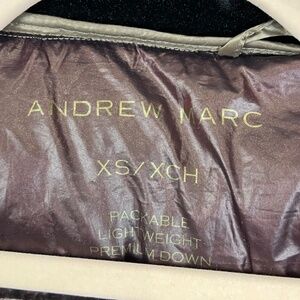 ANDREW MARC
XS/XCH
PACKABLE
LIGHTWEIGHT
PREMIUM DOWN